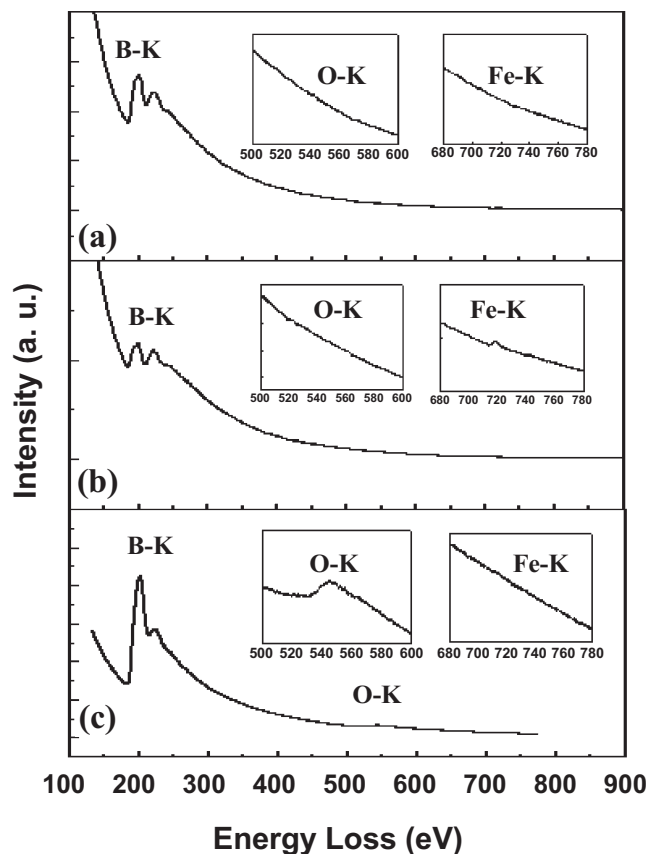 B-K
O-K
500 520 540 560 580 600
Fe-K
680 700 720 740 760 780
(a)
B-K
O-K
500 520 540 560 580 600
Fe-K
680 700 720 740 760 780
(b)
B-K
O-K
500 520 540 560 580 600
Fe-K
680 700 720 740 760 780
O-K
(c)
Intensity (a. u.)
100 200 300 400 500 600 700 800 900
Energy Loss (eV)